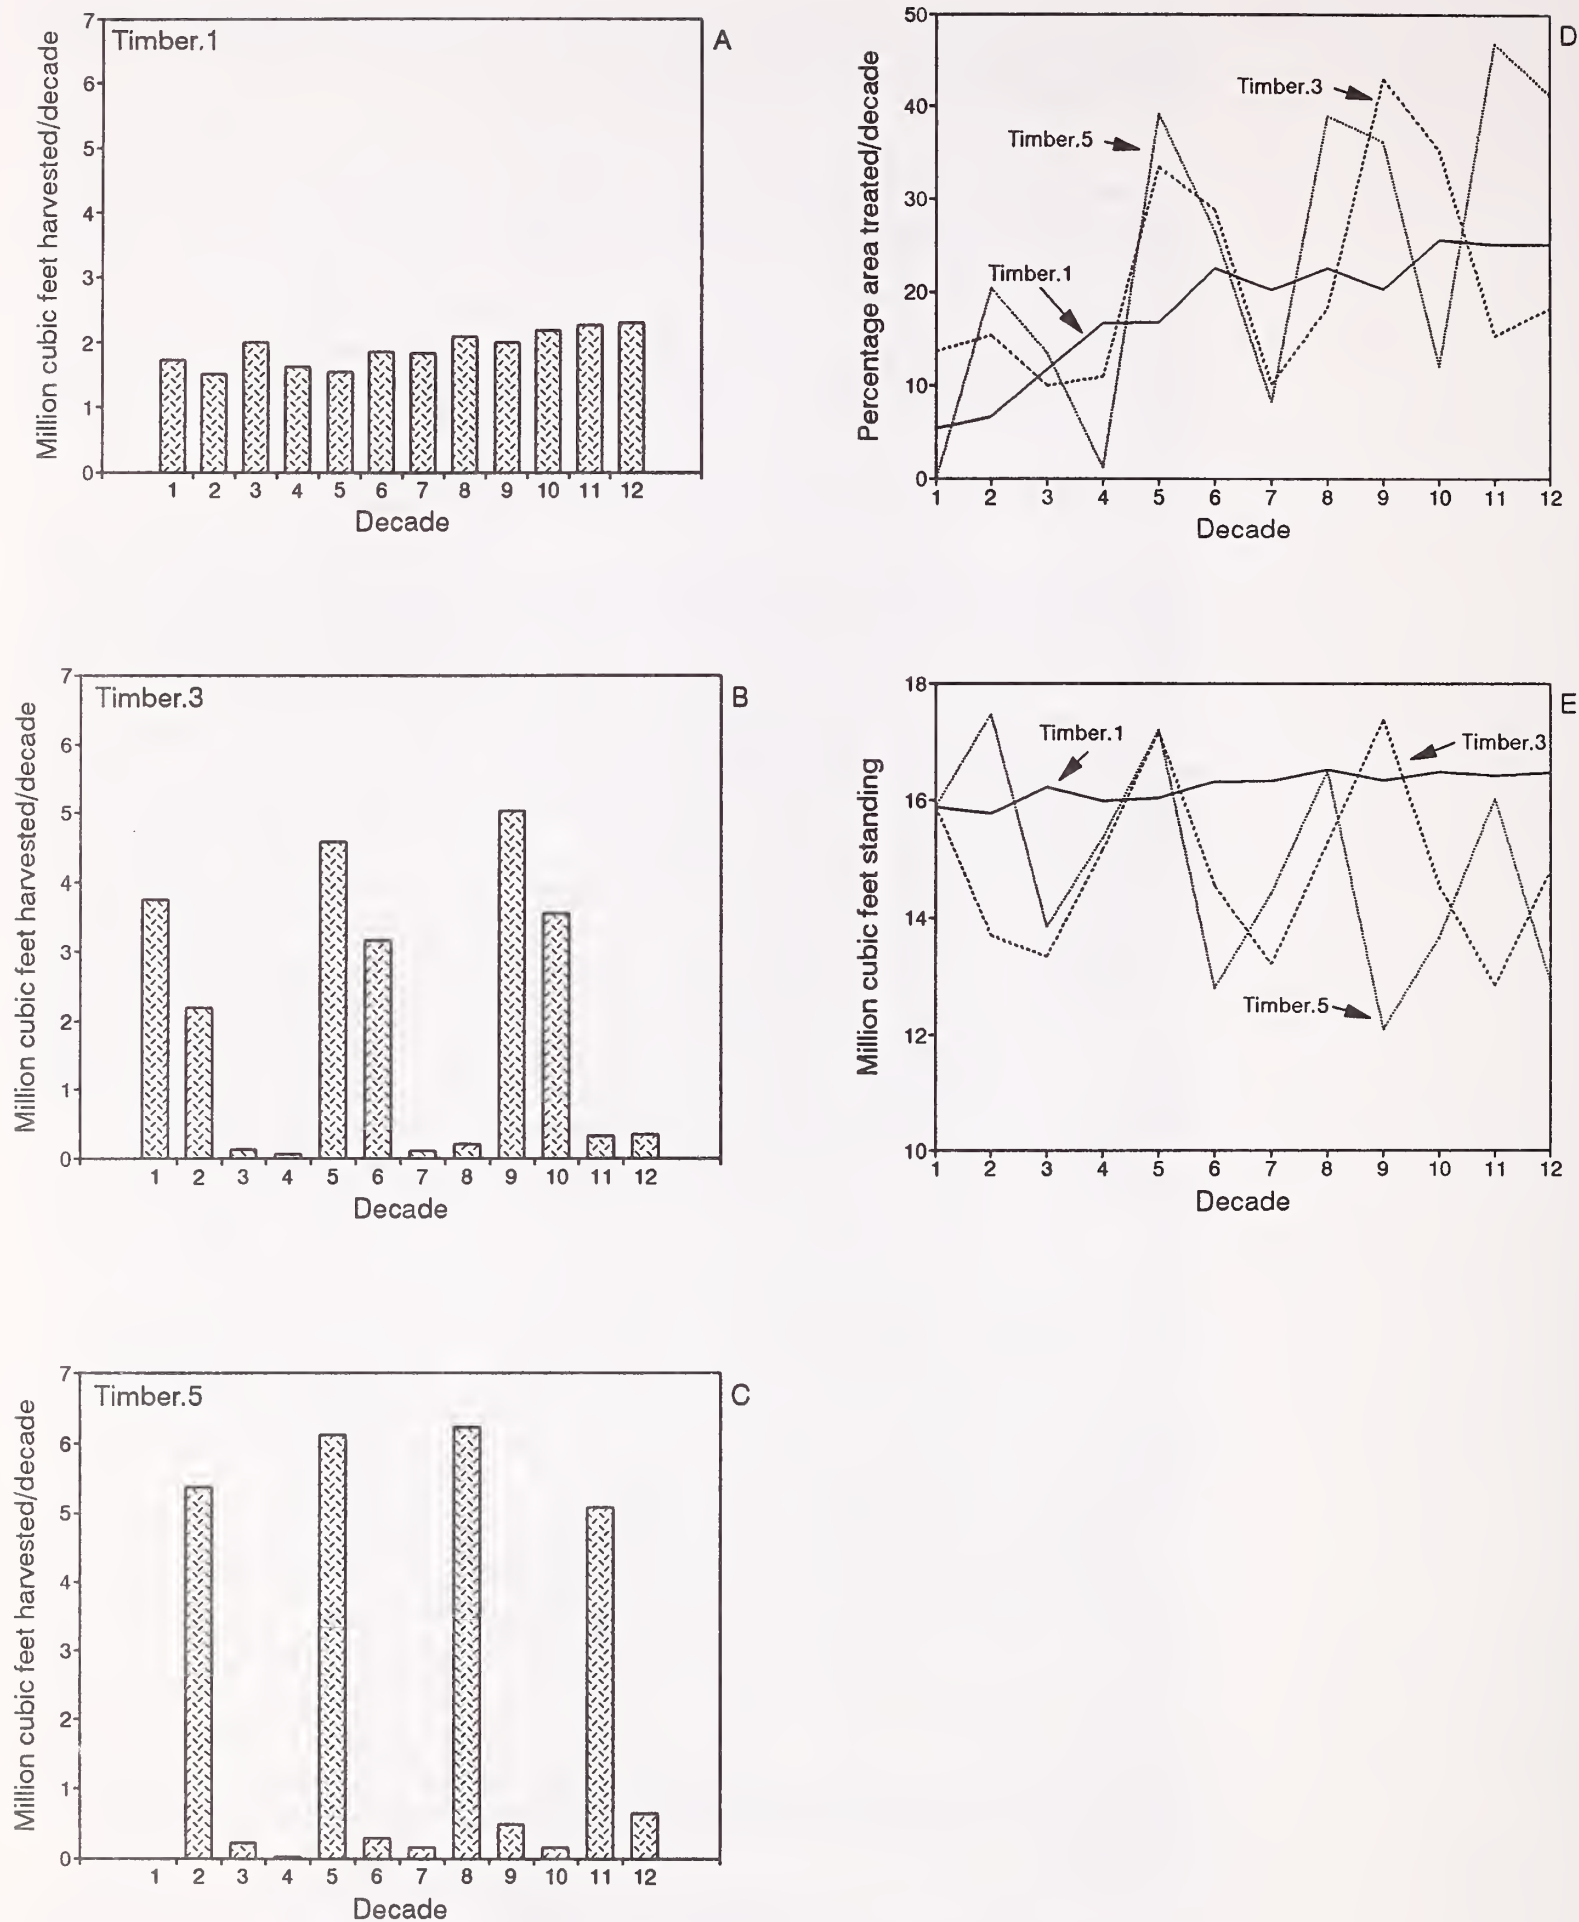 Timber.1
A
Million cubic feet harvested/decade
7
6
5
4
3
2
1
0
1 2 3 4 5 6 7 8 9 10 11 12
Decade
Timber.3
B
Million cubic feet harvested/decade
7
6
5
4
3
2
1
0
1 2 3 4 5 6 7 8 9 10 11 12
Decade
Timber.5
C
Million cubic feet harvested/decade
7
6
5
4
3
2
1
0
1 2 3 4 5 6 7 8 9 10 11 12
Decade
D
Percentage area treated/decade
50
40
30
20
10
0
Timber.3
Timber.5
Timber.1
1 2 3 4 5 6 7 8 9 10 11 12
Decade
E
Million cubic feet standing
18
16
14
12
10
Timber.1
Timber.3
Timber.5
1 2 3 4 5 6 7 8 9 10 11 12
Decade